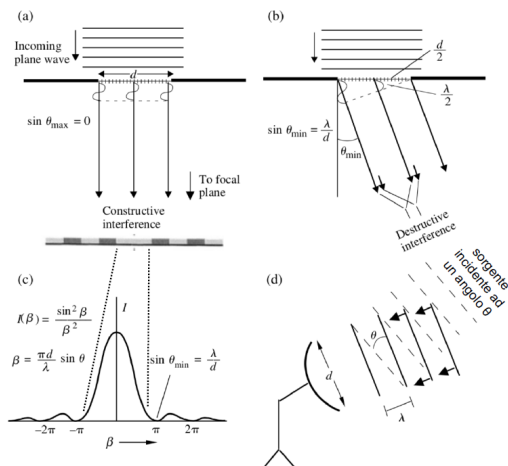 (a)
Incoming
plane wave
d
sin θmax = 0
To focal
plane
Constructive
interference
(b)
d/2
λ/2
sin θmin = λ/d
θmin
Destructive
interference
(c)
I
I(β) = sin² β / β²
β = πd/λ sin θ
sin θmin = λ/d
−2π −π π 2π
β
(d)
sorgente
incidente ad
un angolo θ
θ
d
λ